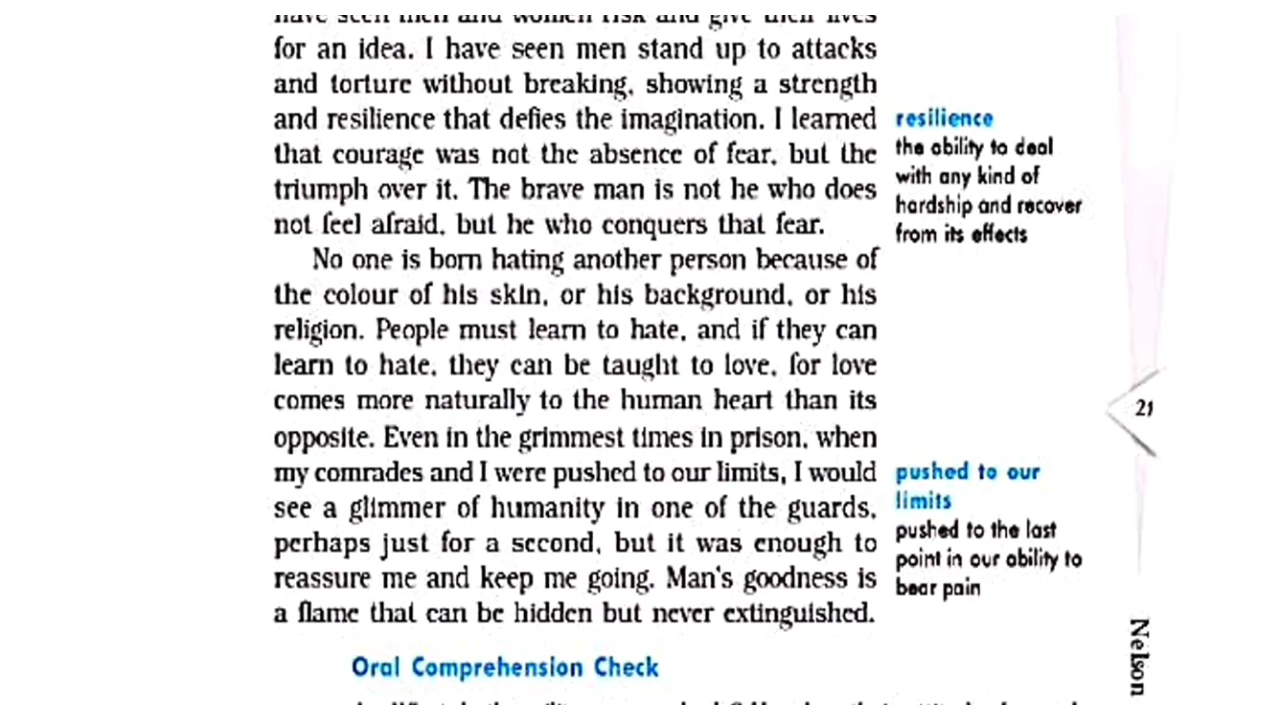 have seen men and women risk and give their lives
for an idea. I have seen men stand up to attacks
and torture without breaking, showing a strength
and resilience that defies the imagination. I learned
that courage was not the absence of fear, but the
triumph over it. The brave man is not he who does
not feel afraid, but he who conquers that fear.
No one is born hating another person because of
the colour of his skin, or his background, or his
religion. People must learn to hate, and if they can
learn to hate, they can be taught to love, for love
comes more naturally to the human heart than its
opposite. Even in the grimmest times in prison, when
my comrades and I were pushed to our limits, I would
see a glimmer of humanity in one of the guards,
perhaps just for a second, but it was enough to
reassure me and keep me going. Man's goodness is
a flame that can be hidden but never extinguished.
resilience
the ability to deal
with any kind of
hardship and recover
from its effects
pushed to our
limits
pushed to the last
point in our ability to
bear pain
21
Nelson
Oral Comprehension Check